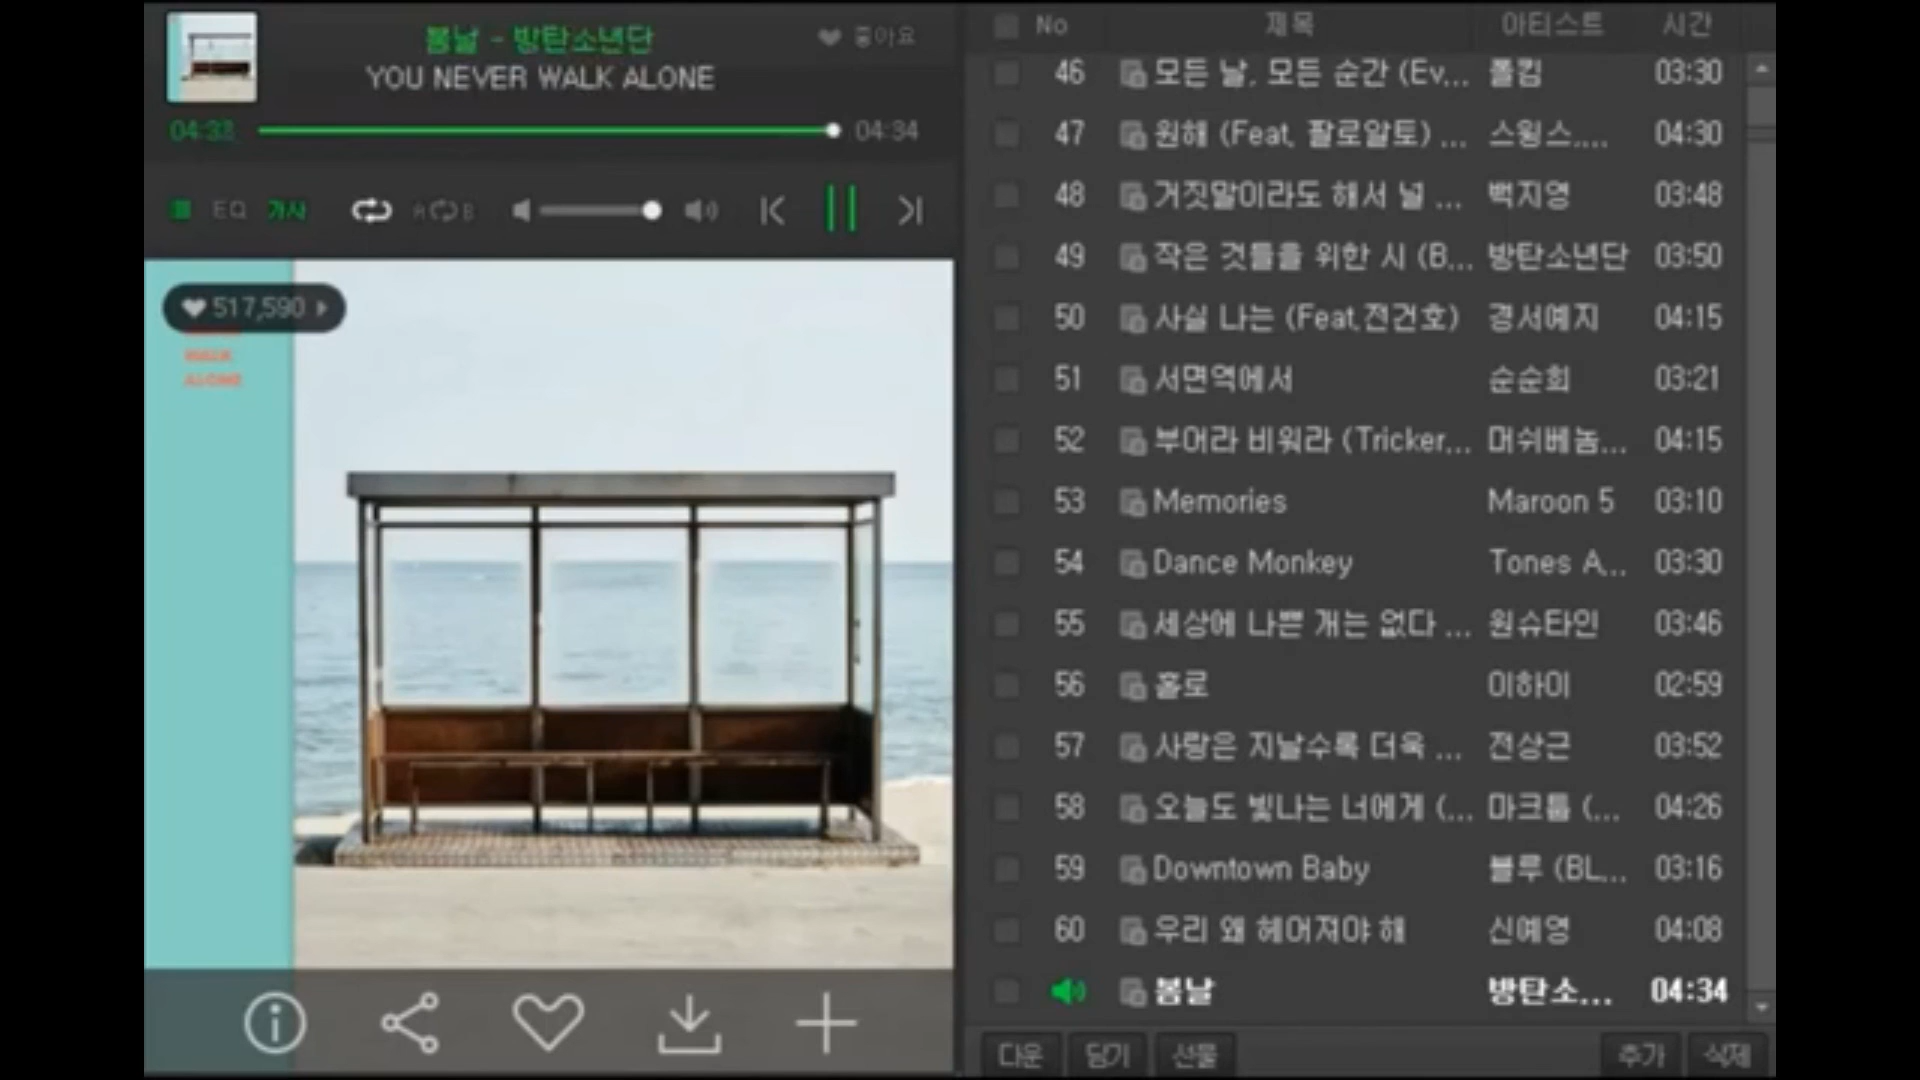 봄날 - 방탄소년단
좋아요
YOU NEVER WALK ALONE
04:34
EQ 가사
A B
517,590
WALK
ALONE
No 제목 아티스트 시간
46 모든 날, 모든 순간 (Ev... 폴킴 03:30
47 원해 (Feat. 팔로알토) ... 스윙스.... 04:30
48 거짓말이라도 해서 널 ... 백지영 03:48
49 작은 것들을 위한 시 (B... 방탄소년단 03:50
50 사실 나는 (Feat.전건호) 경서예지 04:15
51 서면역에서 순순희 03:21
52 부어라 비워라 (Tricker,... 머쉬베놈... 04:15
53 Memories Maroon 5 03:10
54 Dance Monkey Tones A... 03:30
55 세상에 나쁜 개는 없다 ... 원슈타인 03:46
56 홀로 이하이 02:59
57 사랑은 지날수록 더욱 ... 전상근 03:52
58 오늘도 빛나는 너에게 (... 마크툽 (... 04:26
59 Downtown Baby 블루 (BL... 03:16
60 우리 왜 헤어져야 해 신예영 04:08
봄날 방탄소... 04:34
다운 담기 선물 추가 삭제